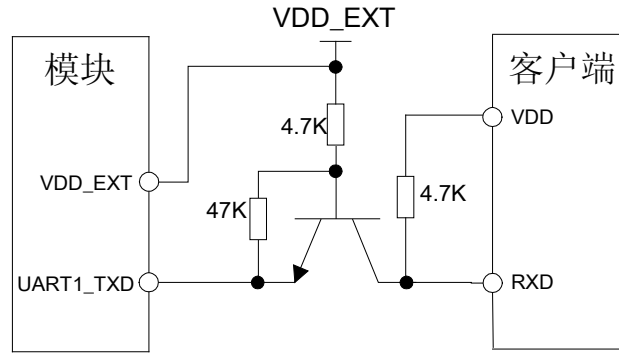 VDD_EXT
模块
客户端
4.7K
VDD
VDD_EXT
47K
4.7K
UART1_TXD
RXD